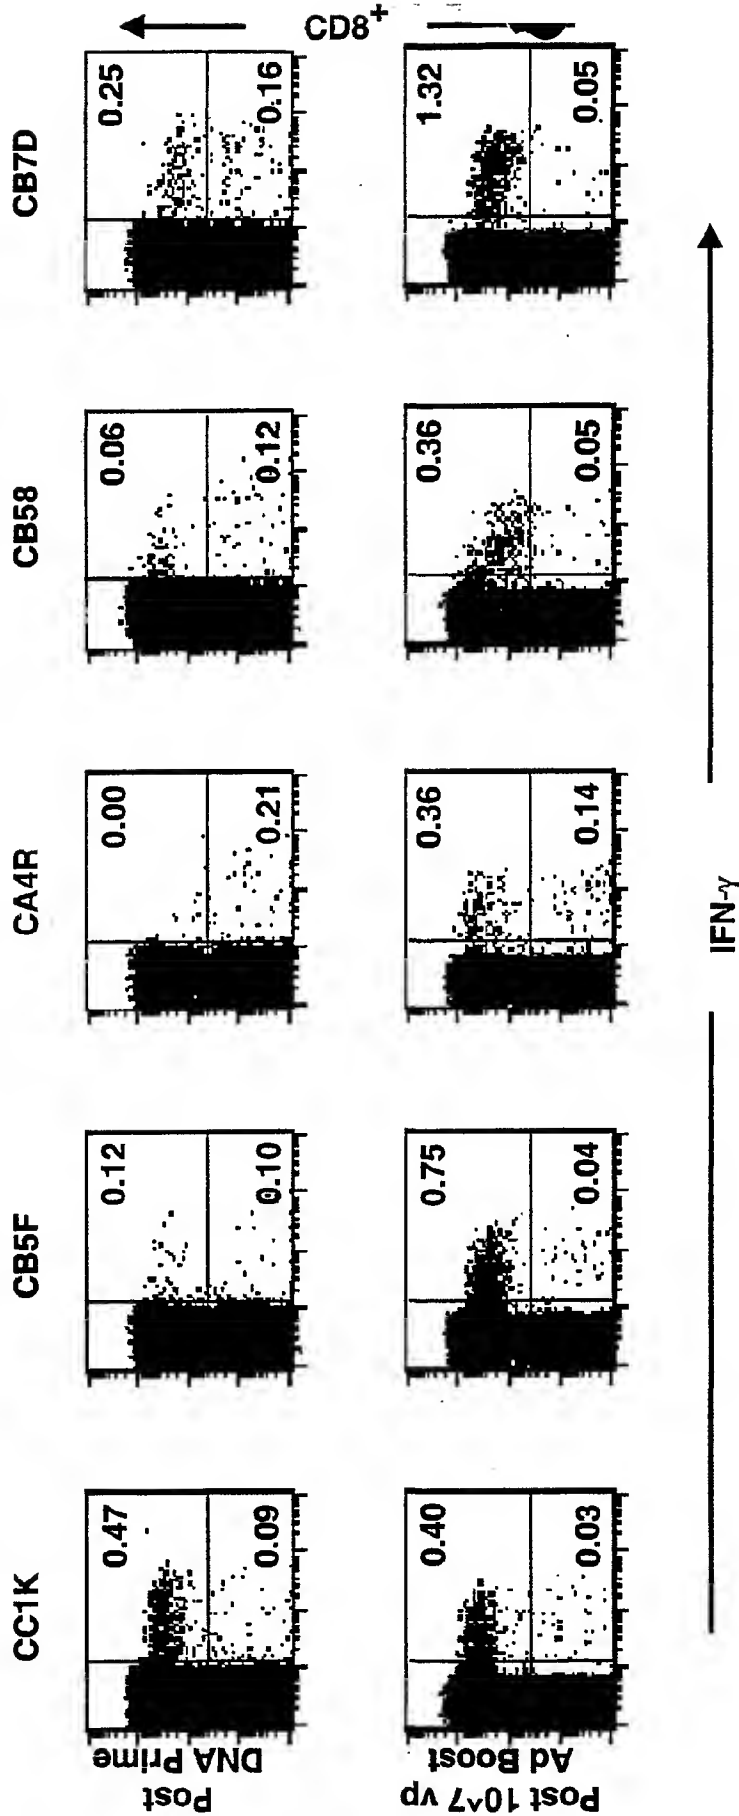 CC1K CB5F CA4R CB58 CB7D
Post
DNA Prime
0.47 0.12 0.00 0.06 0.25
0.09 0.10 0.21 0.12 0.16
CD8+
Post 10^7 vp
Ad Boost
0.40 0.75 0.36 0.36 1.32
0.03 0.04 0.14 0.05 0.05
IFN-γ